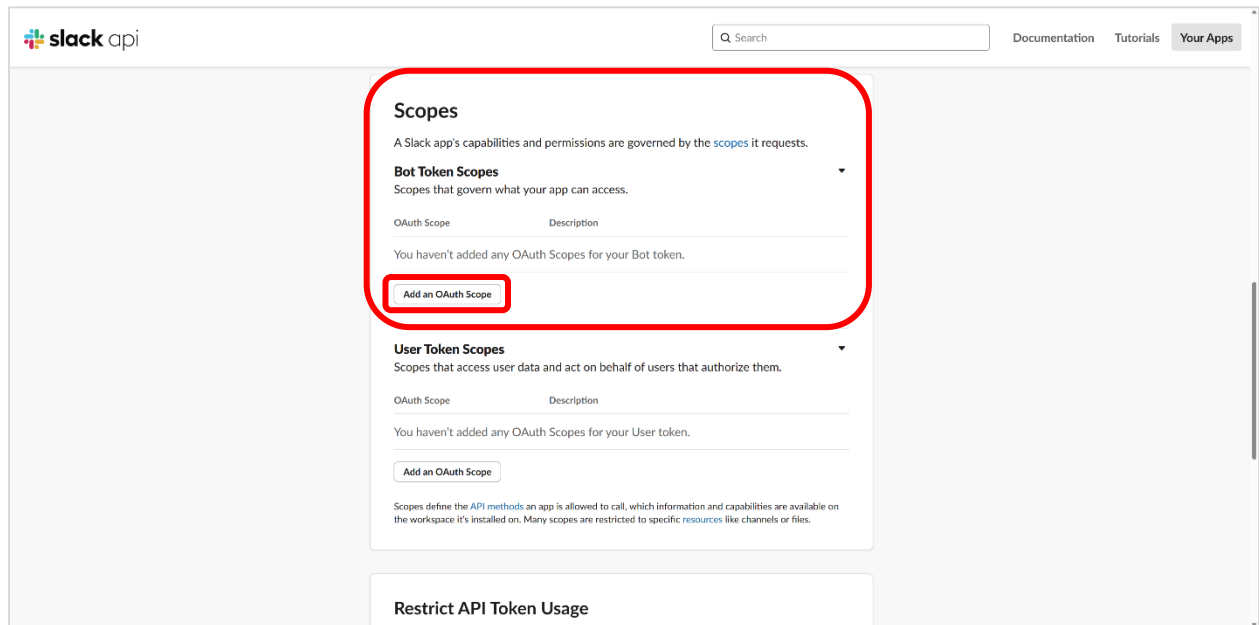 slack api
Search
Documentation
Tutorials
Your Apps
Scopes
A Slack app's capabilities and permissions are governed by the scopes it requests.
Bot Token Scopes
Scopes that govern what your app can access.
OAuth Scope
Description
You haven't added any OAuth Scopes for your Bot token.
Add an OAuth Scope
User Token Scopes
Scopes that access user data and act on behalf of users that authorize them.
OAuth Scope
Description
You haven't added any OAuth Scopes for your User token.
Add an OAuth Scope
Scopes define the API methods an app is allowed to call, which information and capabilities are available on
the workspace it's installed on. Many scopes are restricted to specific resources like channels or files.
Restrict API Token Usage